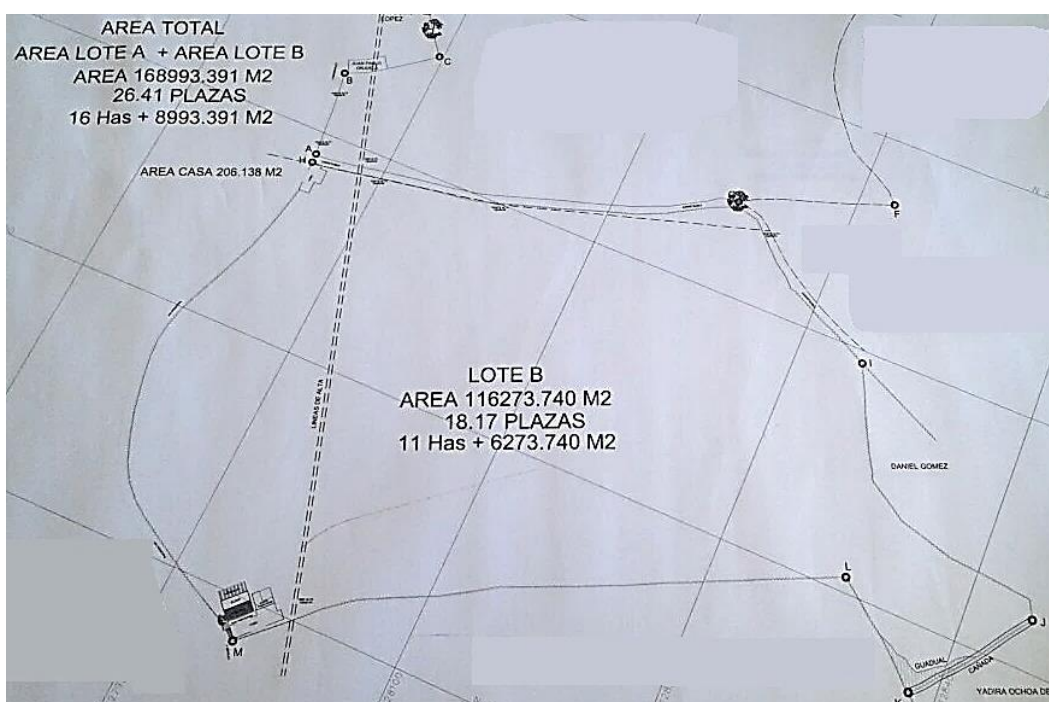 AREA TOTAL
AREA LOTE A + AREA LOTE B
AREA 168993.391 M2
26.41 PLAZAS
16 Has + 8993.391 M2
OPEZ
B
C
A
H
AREA CASA 206.138 M2
F
LINEAS DE ALTA
LOTE B
AREA 116273.740 M2
18.17 PLAZAS
11 Has + 6273.740 M2
I
DANIEL GOMEZ
L
J
M
GUADUAL
CAÑADA
K
YADIRA OCHOA DE